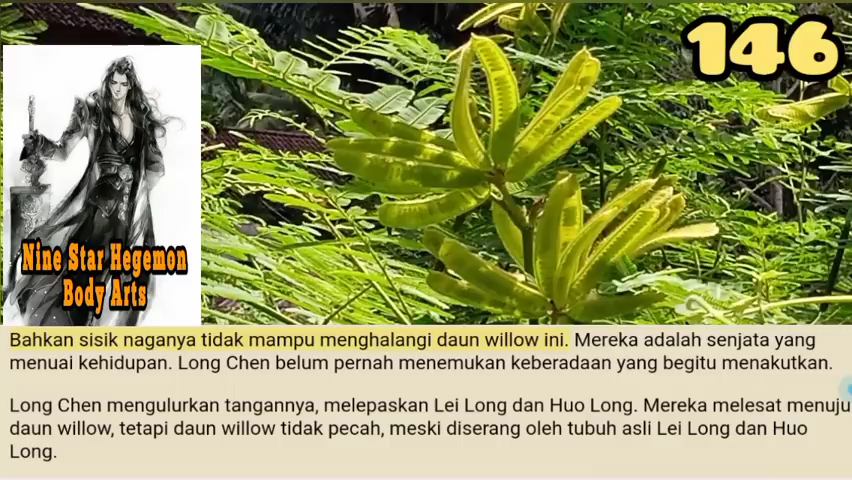 146
Nine Star Hegemon
Body Arts
Bahkan sisik naganya tidak mampu menghalangi daun willow ini. Mereka adalah senjata yang
menuai kehidupan. Long Chen belum pernah menemukan keberadaan yang begitu menakutkan.
Long Chen mengulurkan tangannya, melepaskan Lei Long dan Huo Long. Mereka melesat menuju
daun willow, tetapi daun willow tidak pecah, meski diserang oleh tubuh asli Lei Long dan Huo
Long.